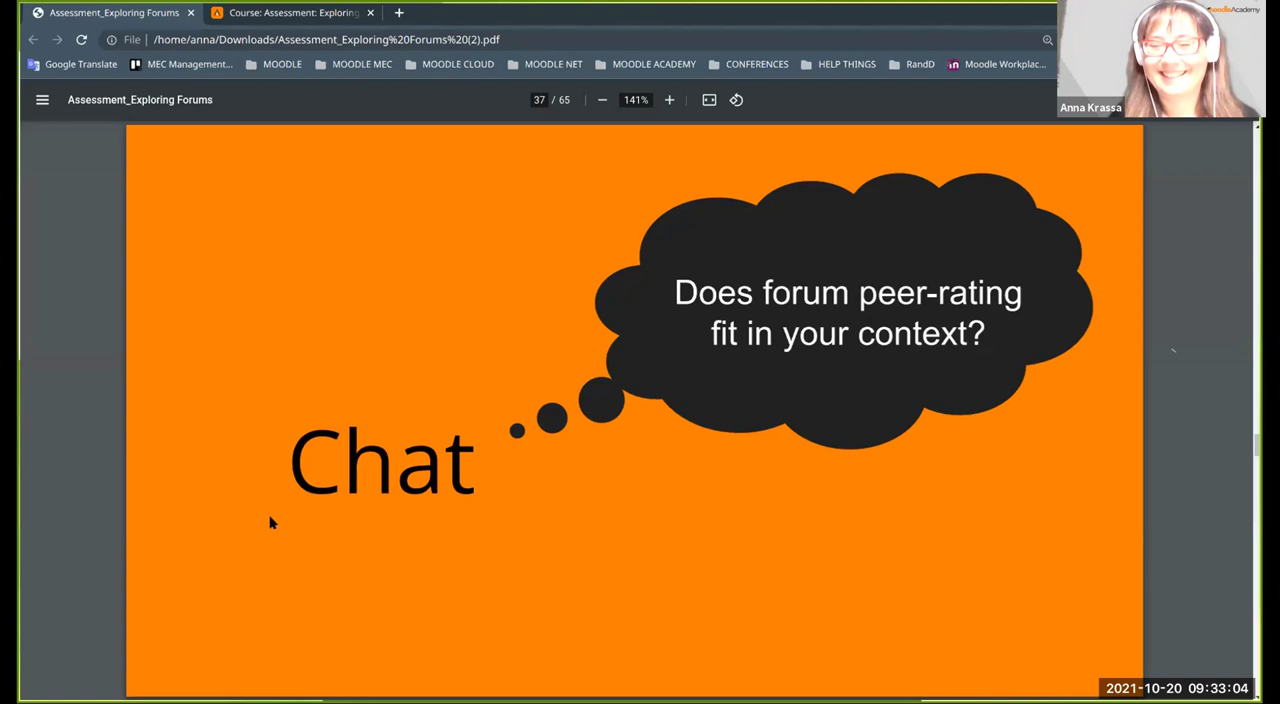 Assessment_Exploring Forums
Course: Assessment: Exploring
File
/home/anna/Downloads/Assessment_Exploring%20Forums%20(2).pdf
Google Translate
MEC Management...
MOODLE
MOODLE MEC
MOODLE CLOUD
MOODLE NET
MOODLE ACADEMY
CONFERENCES
HELP THINGS
RandD
Moodle Workplac...
Assessment_Exploring Forums
37 / 65
141%
Anna Krassa
Does forum peer-rating
fit in your context?
Chat
2021-10-20 09:33:04